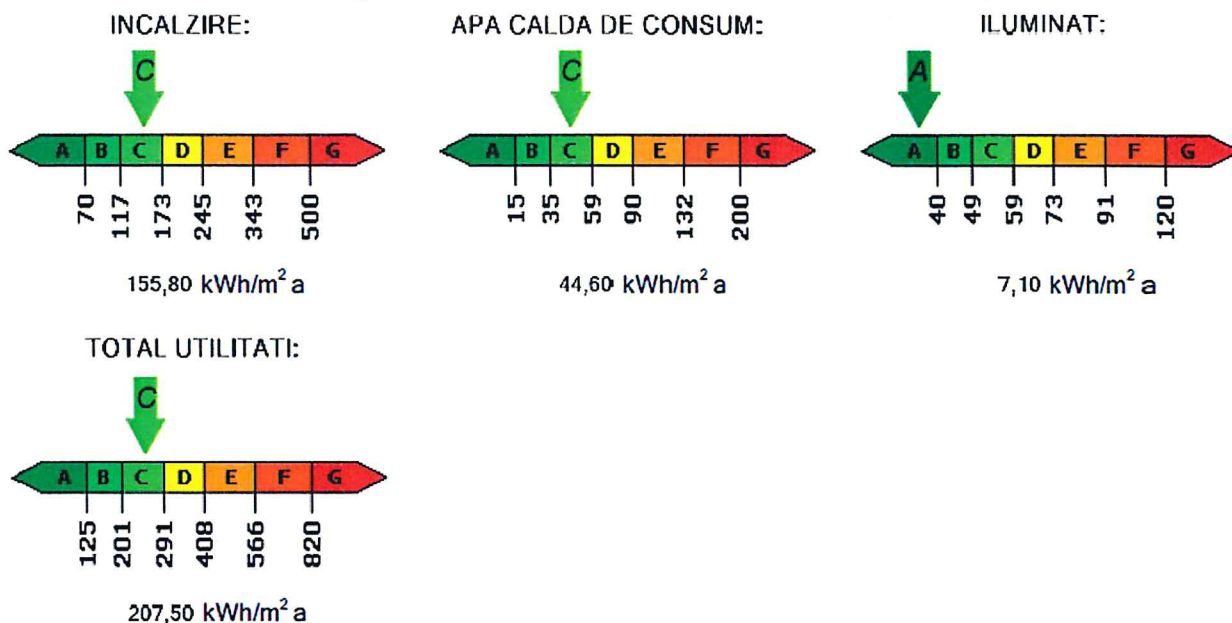 INCALZIRE:
C
A B C D E F G
70 117 173 245 343 500
155,80 kWh/m² a
APA CALDA DE CONSUM:
C
A B C D E F G
15 35 59 90 132 200
44,60 kWh/m² a
ILUMINAT:
A
A B C D E F G
40 49 59 73 91 120
7,10 kWh/m² a
TOTAL UTILITATI:
C
A B C D E F G
125 201 291 408 566 820
207,50 kWh/m² a